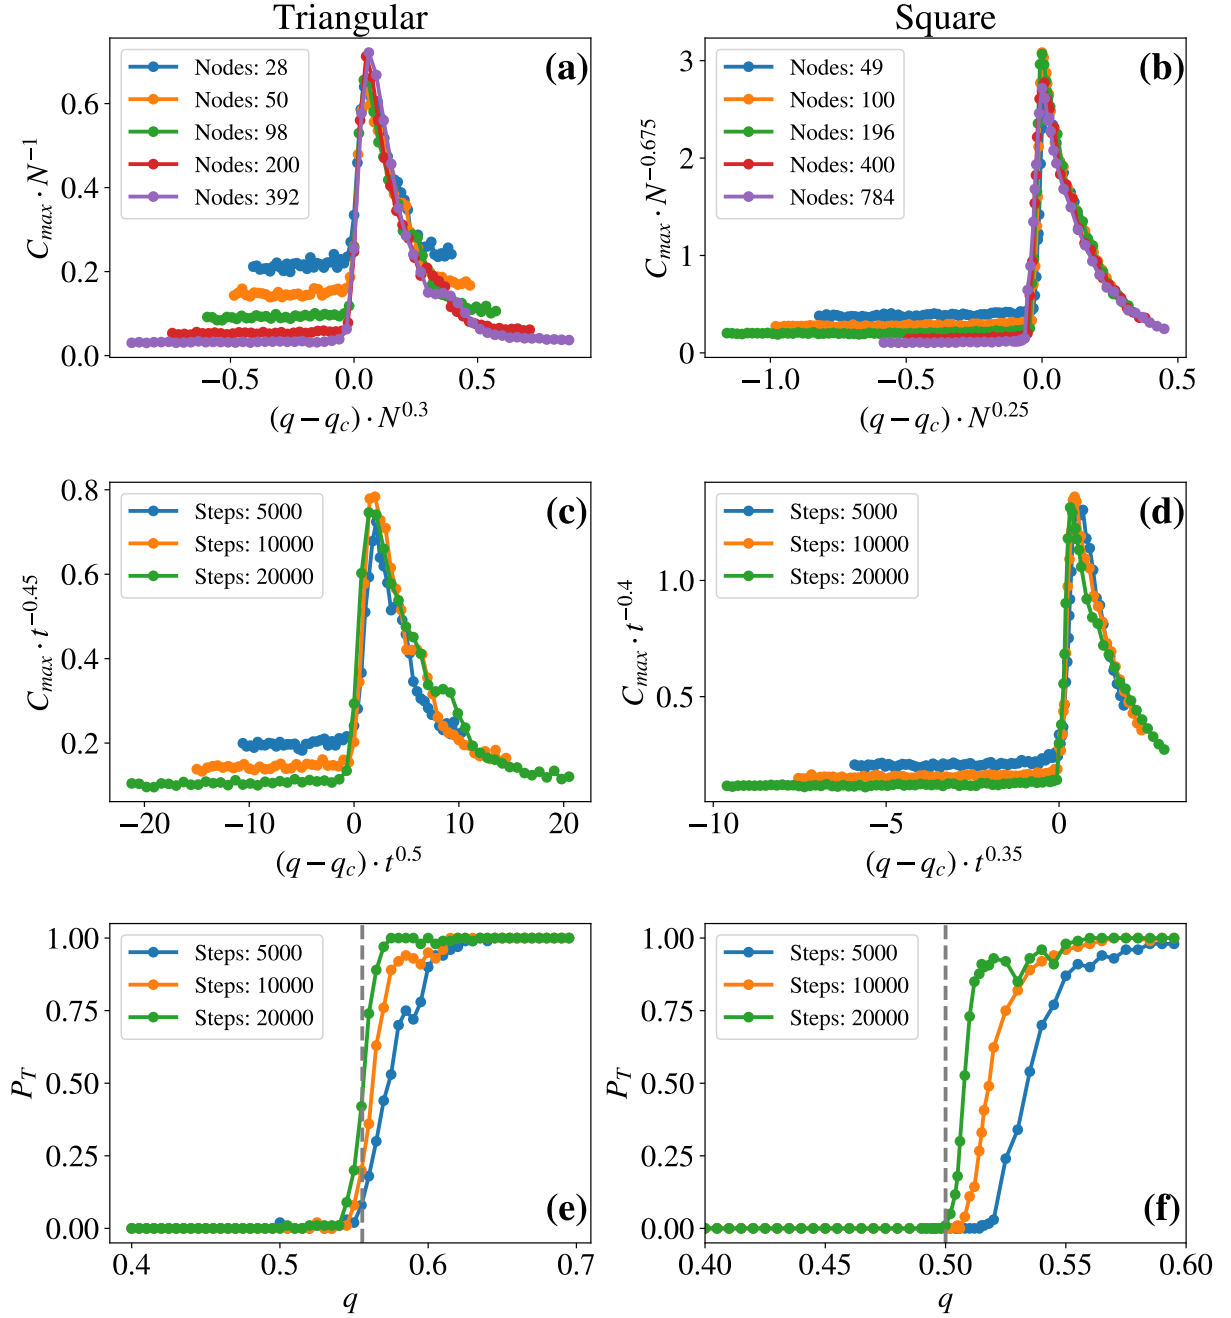 Triangular
Square
(a)
Nodes: 28
Nodes: 50
Nodes: 98
Nodes: 200
Nodes: 392
0.6
0.4
0.2
0.0
−0.5
0.0
0.5
C_max · N^−1
(q − q_c) · N^0.3
(b)
Nodes: 49
Nodes: 100
Nodes: 196
Nodes: 400
Nodes: 784
3
2
1
0
−1.0
−0.5
0.0
0.5
C_max · N^−0.675
(q − q_c) · N^0.25
(c)
Steps: 5000
Steps: 10000
Steps: 20000
0.8
0.6
0.4
0.2
−20
−10
0
10
20
C_max · t^−0.45
(q − q_c) · t^0.5
(d)
Steps: 5000
Steps: 10000
Steps: 20000
1.0
0.5
−10
−5
0
C_max · t^−0.4
(q − q_c) · t^0.35
(e)
Steps: 5000
Steps: 10000
Steps: 20000
1.00
0.75
0.50
0.25
0.00
0.4
0.5
0.6
0.7
P_T
q
(f)
Steps: 5000
Steps: 10000
Steps: 20000
1.00
0.75
0.50
0.25
0.00
0.40
0.45
0.50
0.55
0.60
P_T
q